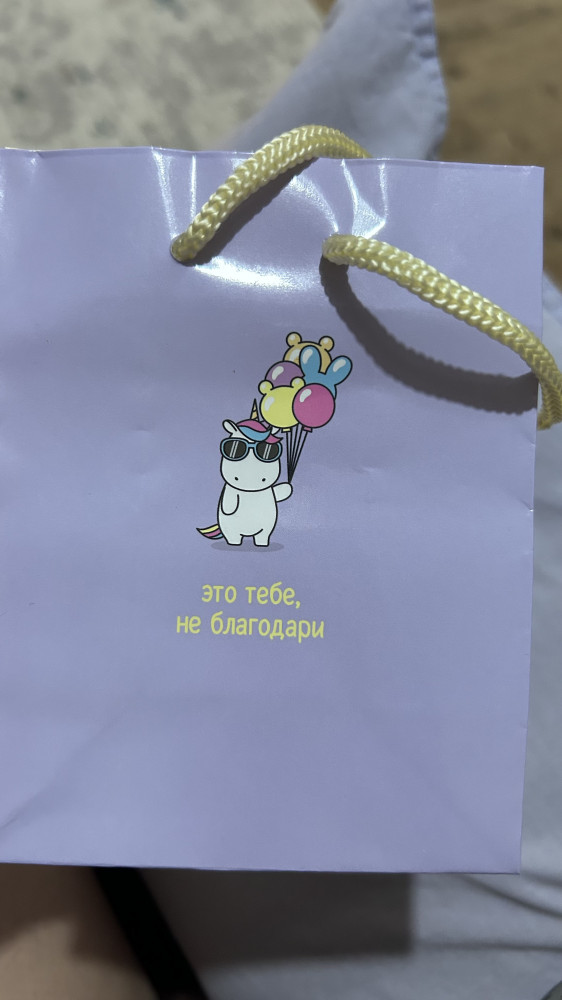 это тебе,
не благодари